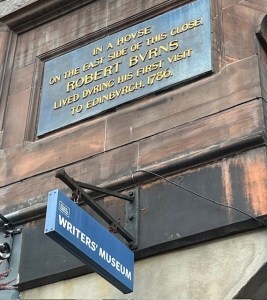 IN A HOVSE
ON THE EAST SIDE OF THIS CLOSE
ROBERT BVRNS
LIVED DVRING HIS FIRST VISIT
TO EDINBVRGH, 1786.
WRITERS' MUSEUM